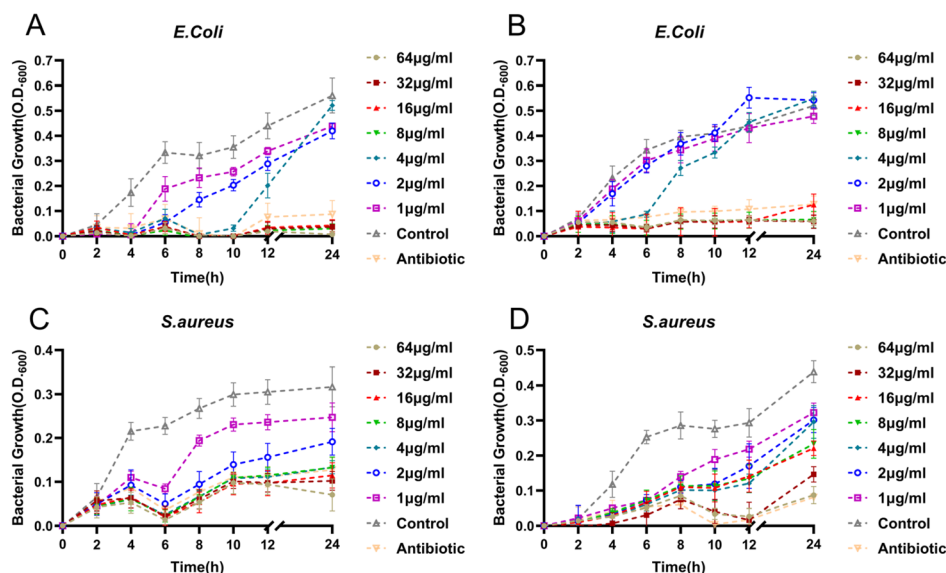 A
E.Coli
Bacterial Growth(O.D.-600)
0.7
0.6
0.5
0.4
0.3
0.2
0.1
0.0
0 2 4 6 8 10 12 24
Time(h)
64µg/ml
32µg/ml
16µg/ml
8µg/ml
4µg/ml
2µg/ml
1µg/ml
Control
Antibiotic
B
E.Coli
Bacterial Growth(O.D.-600)
0.7
0.6
0.5
0.4
0.3
0.2
0.1
0.0
0 2 4 6 8 10 12 24
Time(h)
64µg/ml
32µg/ml
16µg/ml
8µg/ml
4µg/ml
2µg/ml
1µg/ml
Control
Antibiotic
C
S.aureus
Bacterial Growth(O.D.-600)
0.4
0.3
0.2
0.1
0.0
0 2 4 6 8 10 12 24
Time(h)
64µg/ml
32µg/ml
16µg/ml
8µg/ml
4µg/ml
2µg/ml
1µg/ml
Control
Antibiotic
D
S.aureus
Bacterial Growth(O.D.-600)
0.5
0.4
0.3
0.2
0.1
0.0
0 2 4 6 8 10 12 24
Time(h)
64µg/ml
32µg/ml
16µg/ml
8µg/ml
4µg/ml
2µg/ml
1µg/ml
Control
Antibiotic